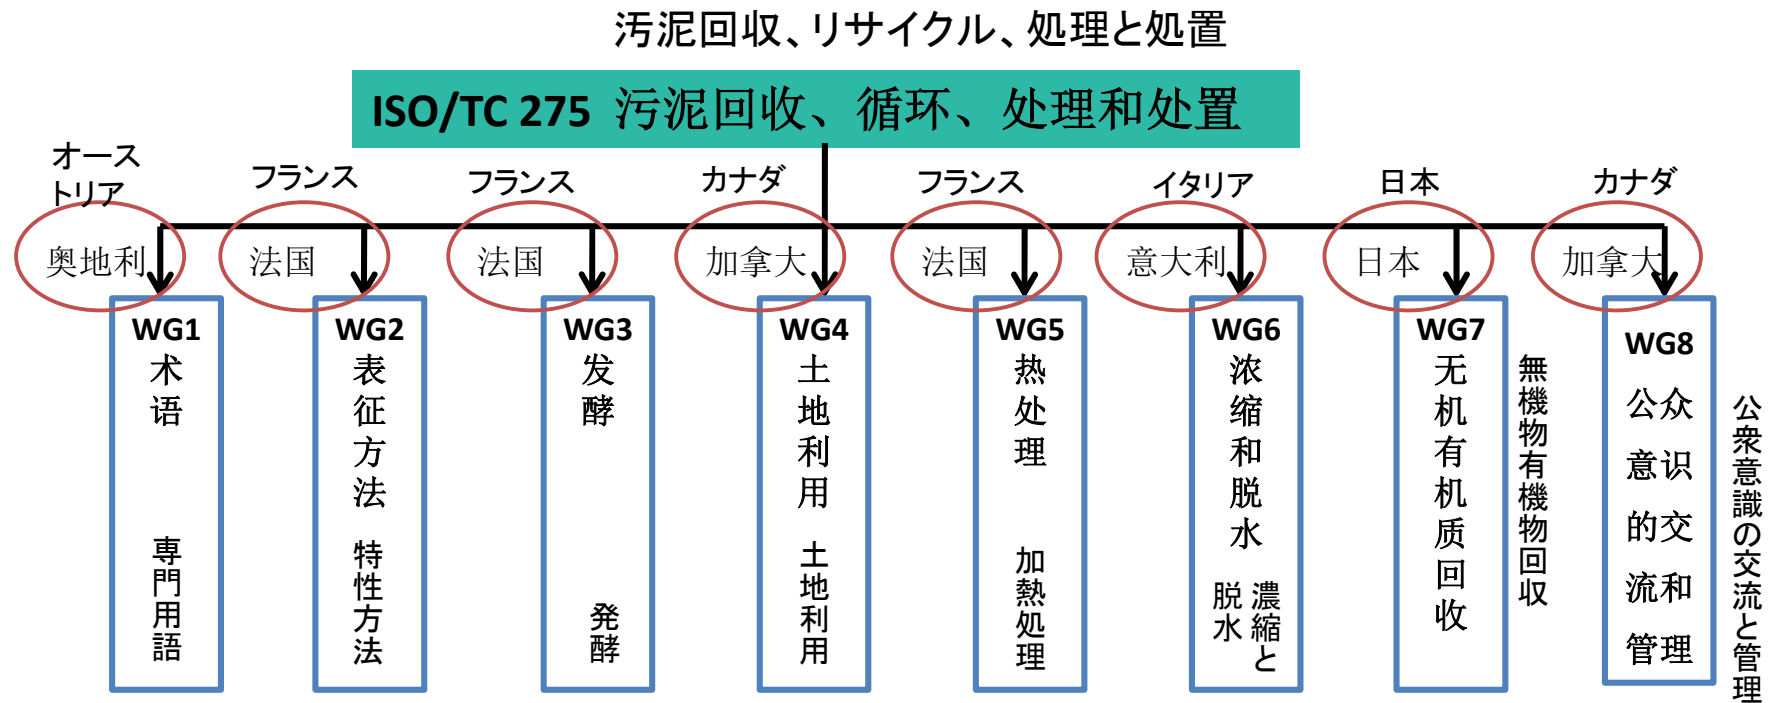 汚泥回収、リサイクル、処理と処置
ISO/TC 275 污泥回收、循环、处理和处置
オース
トリア
フランス
フランス
カナダ
フランス
イタリア
日本
カナダ
奥地利
法国
法国
加拿大
法国
意大利
日本
加拿大
WG1
术语
専門用語
WG2
表征方法
特性方法
WG3
发酵
発酵
WG4
土地利用
土地利用
WG5
热处理
加熱処理
WG6
浓缩和脱水
濃縮と
脱水
WG7
无机有机质回收
無機物有機物回収
WG8
公众
意识
的交
流和
管理
公衆意識の交流と管理